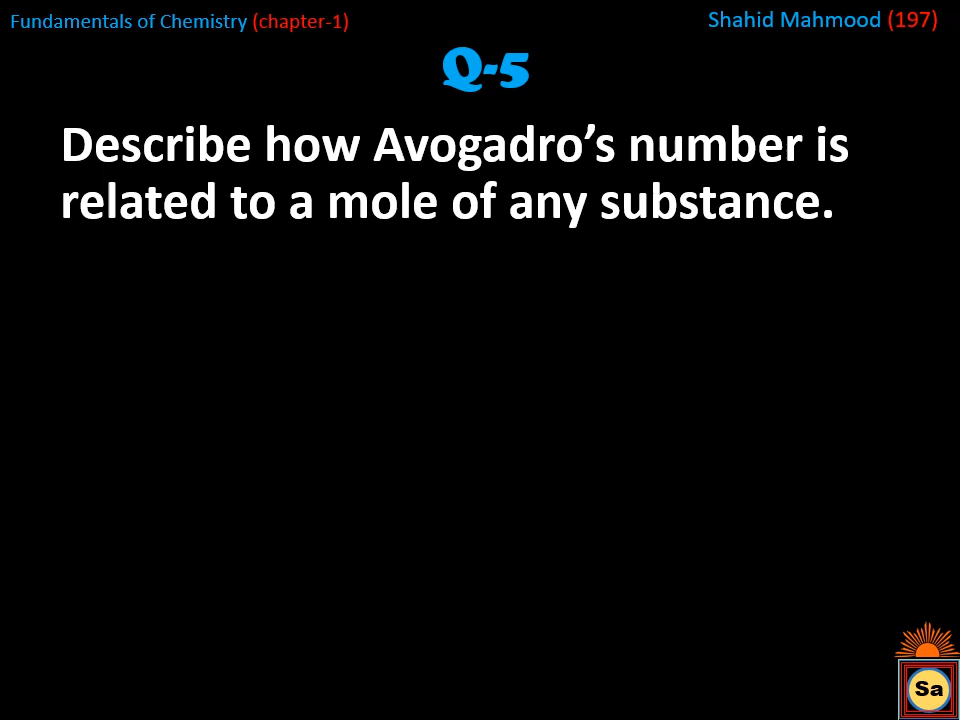 Fundamentals of Chemistry (chapter-1)
Shahid Mahmood (197)
Q-5
Describe how Avogadro’s number is
related to a mole of any substance.
Sa